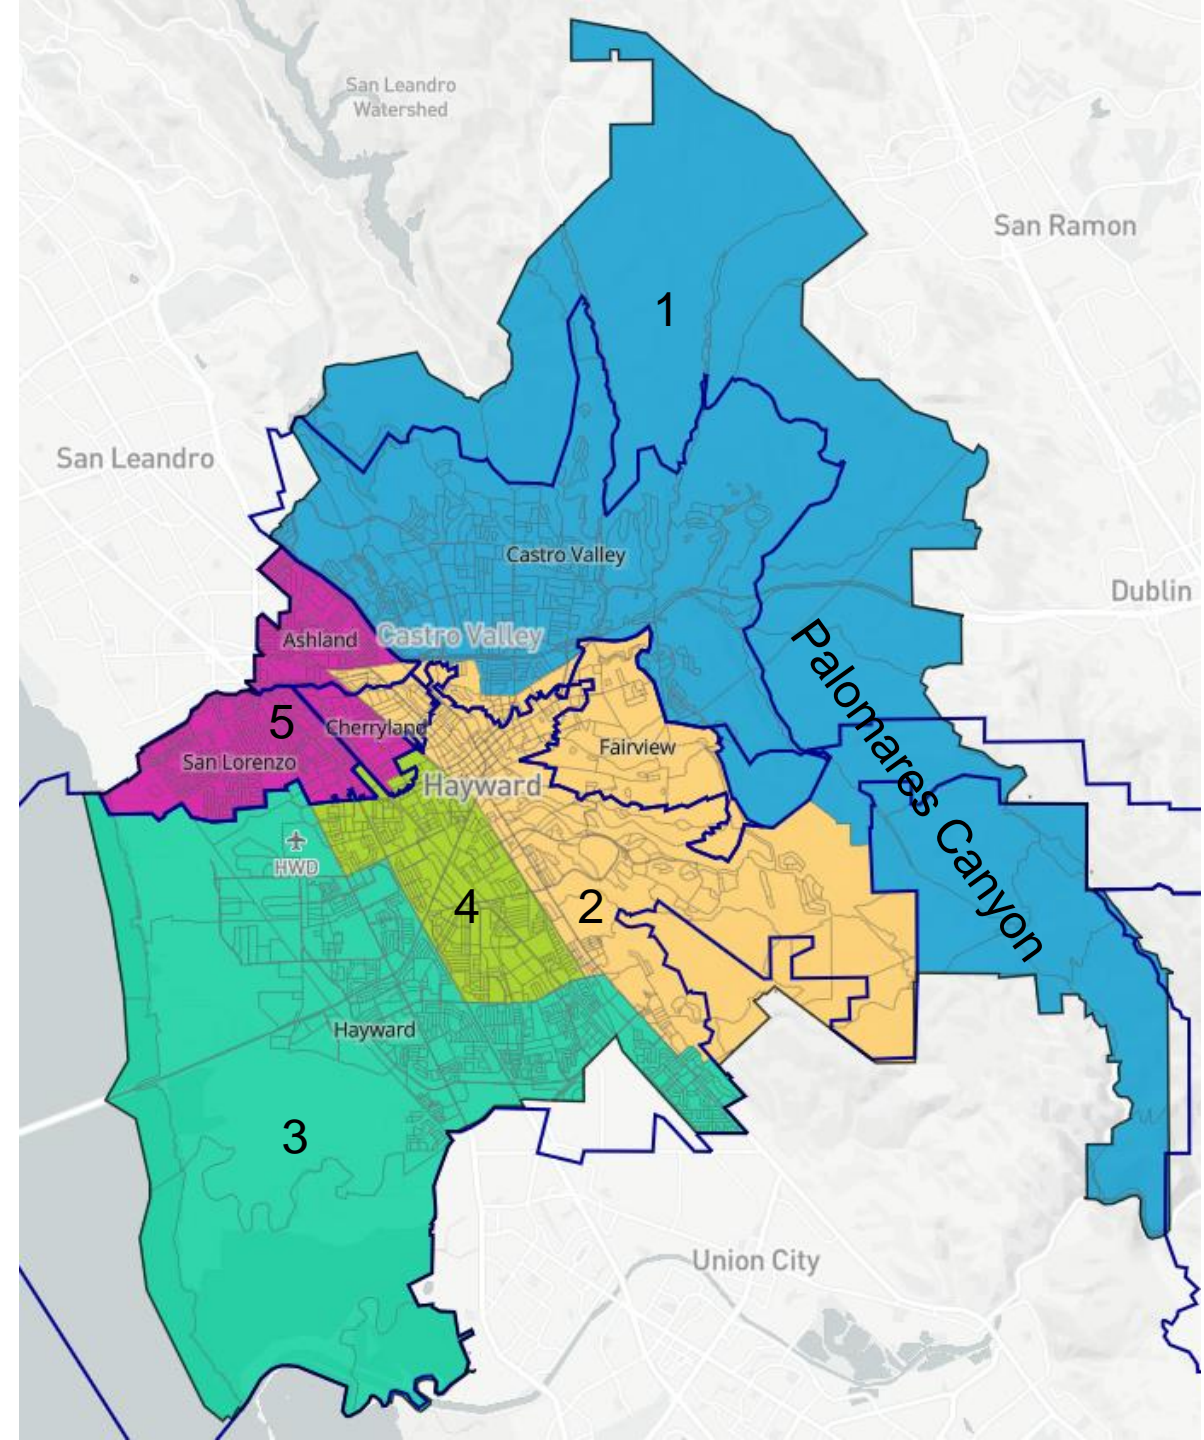 San Leandro
Watershed
San Ramon
1
San Leandro
Castro Valley
Dublin
Ashland
Castro Valley
Palomares Canyon
5
Cherryland
Fairview
San Lorenzo
Hayward
HWD
4
2
Hayward
3
Union City